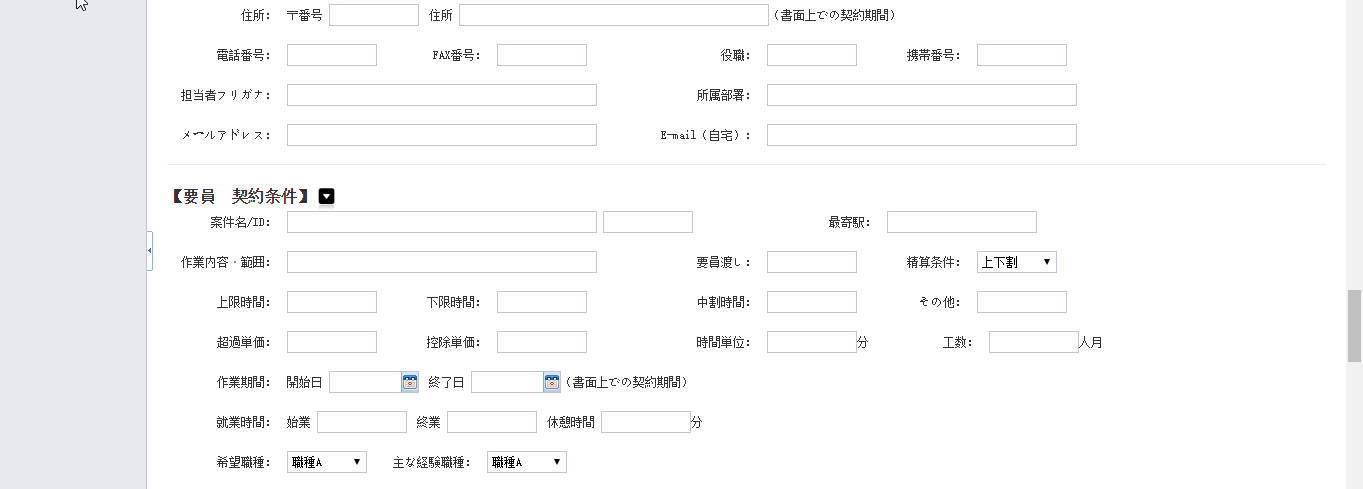 住所： 〒番号 住所 （書面上での契約期間）
電話番号： FAX番号： 役職： 携帯番号：
担当者フリガナ： 所属部署：
メールアドレス： E-mail（自宅）：
【要員　契約条件】
案件名/ID： 最寄駅：
作業内容・範囲： 要員渡し： 精算条件： 上下割
上限時間： 下限時間： 中割時間： その他：
超過単価： 控除単価： 時間単位： 分 工数： 人月
作業期間： 開始日 終了日 （書面上での契約期間）
就業時間： 始業 終業 休憩時間 分
希望職種： 職種A 主な経験職種： 職種A